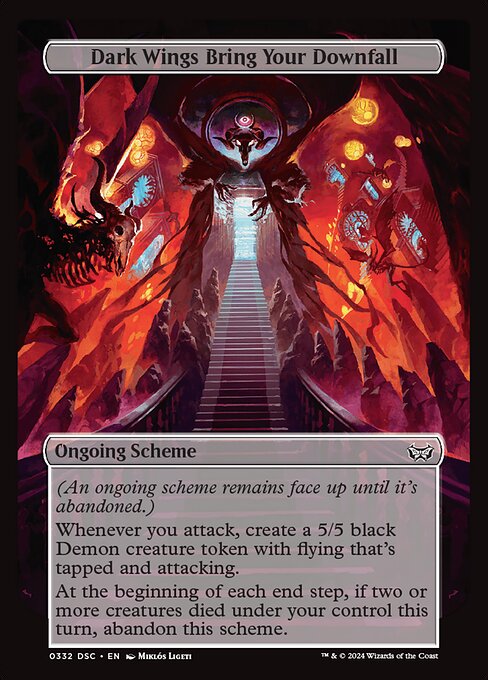 Dark Wings Bring Your Downfall
Ongoing Scheme
(An ongoing scheme remains face up until it's
abandoned.)
Whenever you attack, create a 5/5 black
Demon creature token with flying that's
tapped and attacking.
At the beginning of each end step, if two or
more creatures died under your control this
turn, abandon this scheme.
0332 DSC • EN Miklós Ligeti
™ & © 2024 Wizards of the Coast